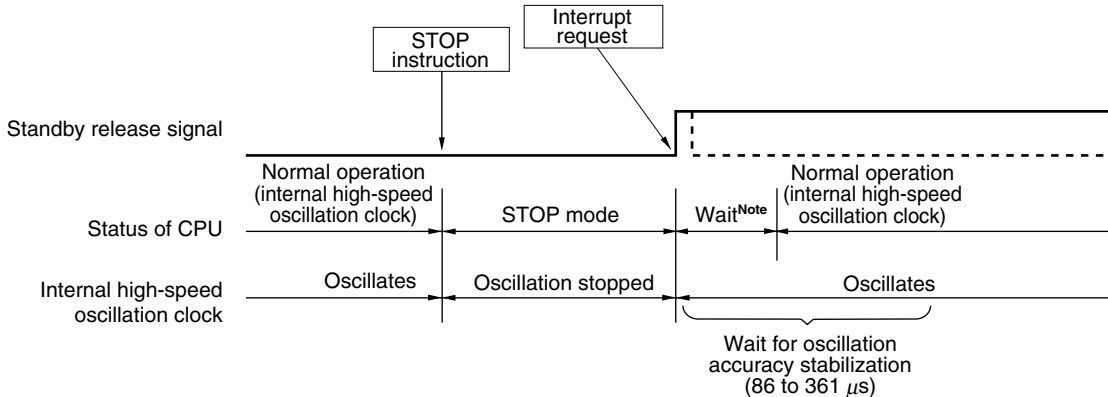 STOP
instruction
Interrupt
request
Standby release signal
Normal operation
(internal high-speed
oscillation clock)
Normal operation
(internal high-speed
oscillation clock)
Status of CPU
STOP mode
WaitNote
Internal high-speed
oscillation clock
Oscillates
Oscillation stopped
Oscillates
Wait for oscillation
accuracy stabilization
(86 to 361 μs)